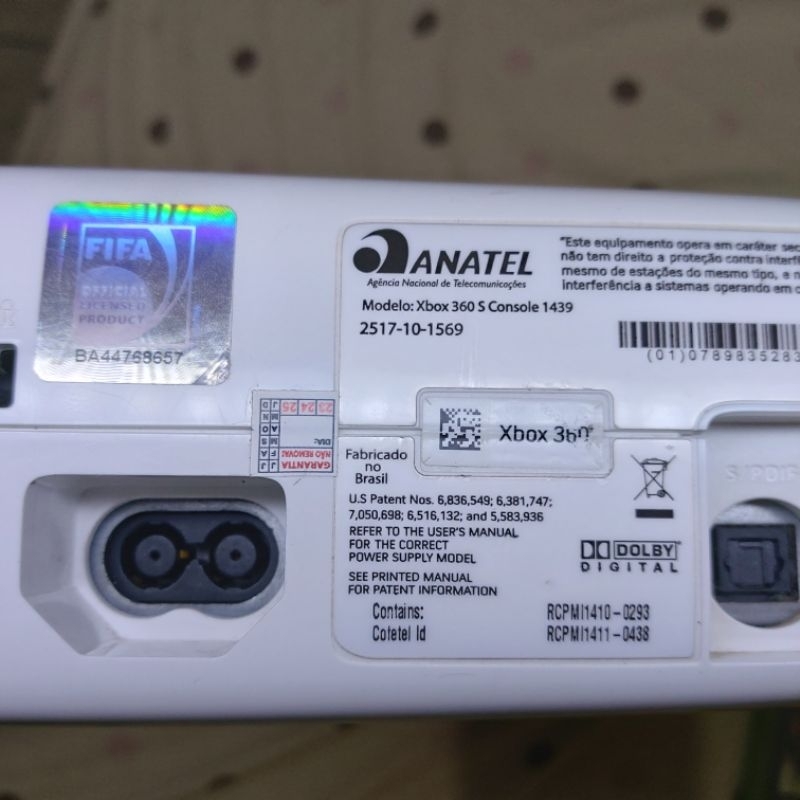 FIFA
OFFICIAL
LICENSED
PRODUCT
BA44768657
ANATEL
Agência Nacional de Telecomunicações
Modelo: Xbox 360 S Console 1439
2517-10-1569
"Este equipamento opera em caráter
não tem direito a proteção contra
mesmo de estações do mesmo tipo, e
interferência a sistemas operando em
(01)0789835283
23 24 25
DIA:
GARANTIA
NÃO REMOVA
Xbox 360
Fabricado
no
Brasil
U.S Patent Nos. 6,836,549; 6,381,747;
7,050,698; 6,516,132; and 5,583,936
REFER TO THE USER'S MANUAL
FOR THE CORRECT
POWER SUPPLY MODEL
SEE PRINTED MANUAL
FOR PATENT INFORMATION
Contains: RCPMI1410-0293
Cofetel Id RCPMI1411-0438
DOLBY
DIGITAL
S/PDIF